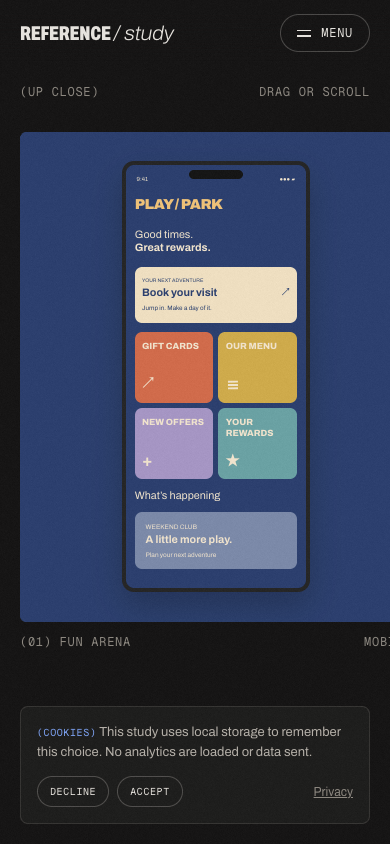 REFERENCE/study
MENU
(UP CLOSE)
DRAG OR SCROLL
9:41
PLAY/PARK
Good times.
Great rewards.
YOUR NEXT ADVENTURE
Book your visit
Jump in. Make a day of it.
GIFT CARDS
OUR MENU
NEW OFFERS
YOUR
REWARDS
What's happening
WEEKEND CLUB
A little more play.
Plan your next adventure
(01) FUN ARENA
MOBI
(COOKIES) This study uses local storage to remember
this choice. No analytics are loaded or data sent.
DECLINE
ACCEPT
Privacy